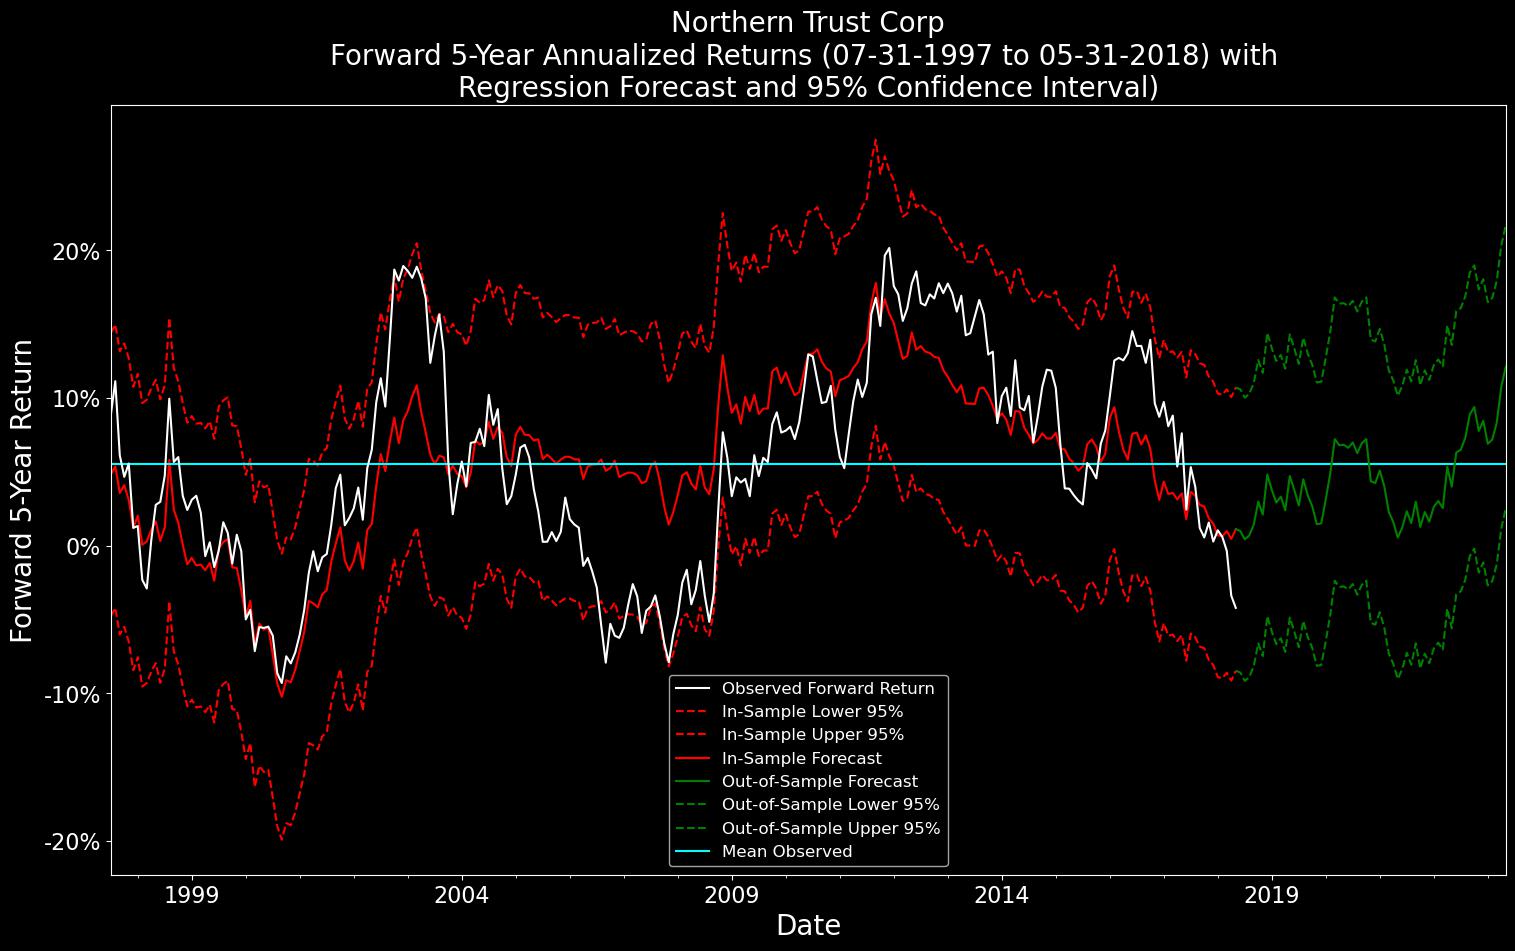 Northern Trust Corp
Forward 5-Year Annualized Returns (07-31-1997 to 05-31-2018) with
Regression Forecast and 95% Confidence Interval)
Forward 5-Year Return
20%
10%
0%
-10%
-20%
Observed Forward Return
In-Sample Lower 95%
In-Sample Upper 95%
In-Sample Forecast
Out-of-Sample Forecast
Out-of-Sample Lower 95%
Out-of-Sample Upper 95%
Mean Observed
1999 2004 2009 2014 2019
Date